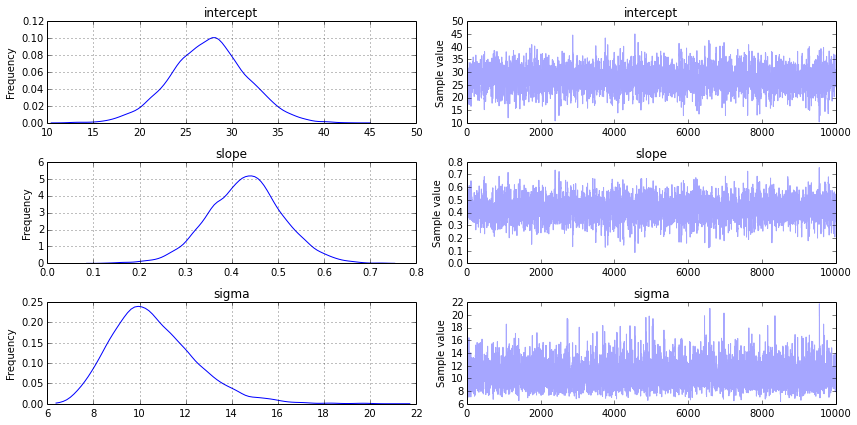 intercept
Frequency
0.12
0.10
0.08
0.06
0.04
0.02
0.00
10 15 20 25 30 35 40 45 50
intercept
Sample value
50
45
40
35
30
25
20
15
10
0 2000 4000 6000 8000 10000
slope
Frequency
6
5
4
3
2
1
0
0.0 0.1 0.2 0.3 0.4 0.5 0.6 0.7 0.8
slope
Sample value
0.8
0.7
0.6
0.5
0.4
0.3
0.2
0.1
0.0
0 2000 4000 6000 8000 10000
sigma
Frequency
0.25
0.20
0.15
0.10
0.05
0.00
6 8 10 12 14 16 18 20 22
sigma
Sample value
22
20
18
16
14
12
10
8
6
0 2000 4000 6000 8000 10000